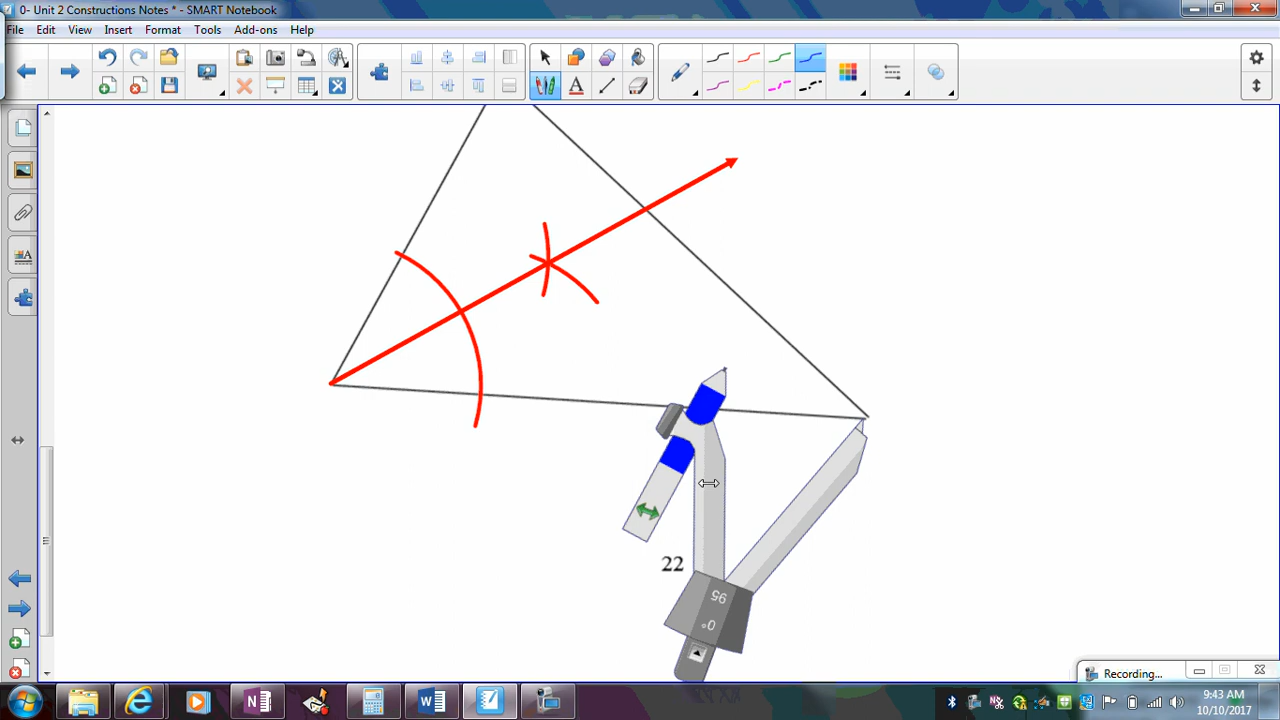 0- Unit 2 Constructions Notes * - SMART Notebook
File Edit View Insert Format Tools Add-ons Help
22
95
0°
Recording...
9:43 AM
10/10/2017